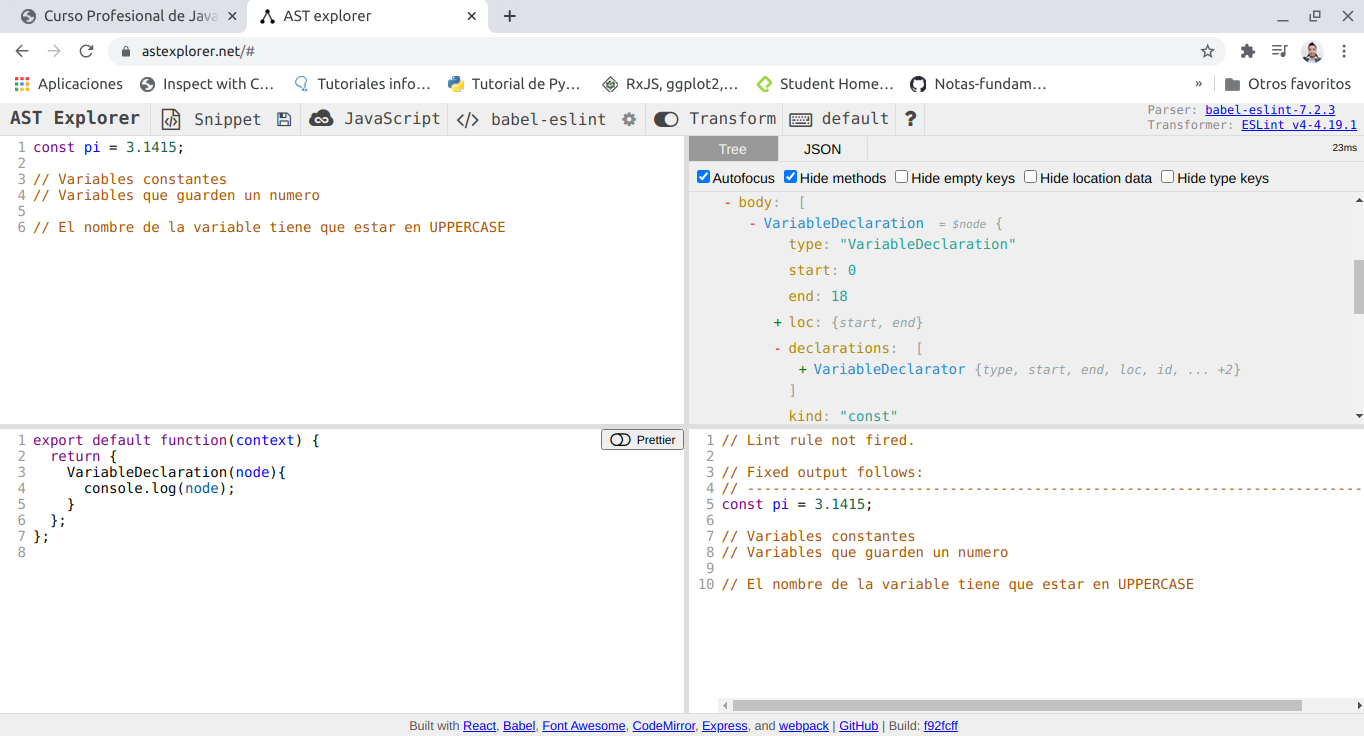 Curso Profesional de Java
AST explorer
astexplorer.net/#
Aplicaciones
Inspect with C...
Tutoriales info...
Tutorial de Py...
RxJS, ggplot2,...
Student Home...
Notas-fundam...
»
Otros favoritos
AST Explorer
Snippet
JavaScript
</> babel-eslint
Transform
default
?
Parser: babel-eslint-7.2.3
Transformer: ESLint v4-4.19.1
1 const pi = 3.1415;
2
3 // Variables constantes
4 // Variables que guarden un numero
5
6 // El nombre de la variable tiene que estar en UPPERCASE
Tree
JSON
23ms
Autofocus Hide methods Hide empty keys Hide location data Hide type keys
- body: [
- VariableDeclaration = $node {
type: "VariableDeclaration"
start: 0
end: 18
+ loc: {start, end}
- declarations: [
+ VariableDeclarator {type, start, end, loc, id, ... +2}
]
kind: "const"
1 export default function(context) {
2 return {
3 VariableDeclaration(node){
4 console.log(node);
5 }
6 };
7 };
8
Prettier
1 // Lint rule not fired.
2
3 // Fixed output follows:
4 // --------------------------------------------------------------------------
5 const pi = 3.1415;
6
7 // Variables constantes
8 // Variables que guarden un numero
9
10 // El nombre de la variable tiene que estar en UPPERCASE
Built with React, Babel, Font Awesome, CodeMirror, Express, and webpack | GitHub | Build: f92fcff